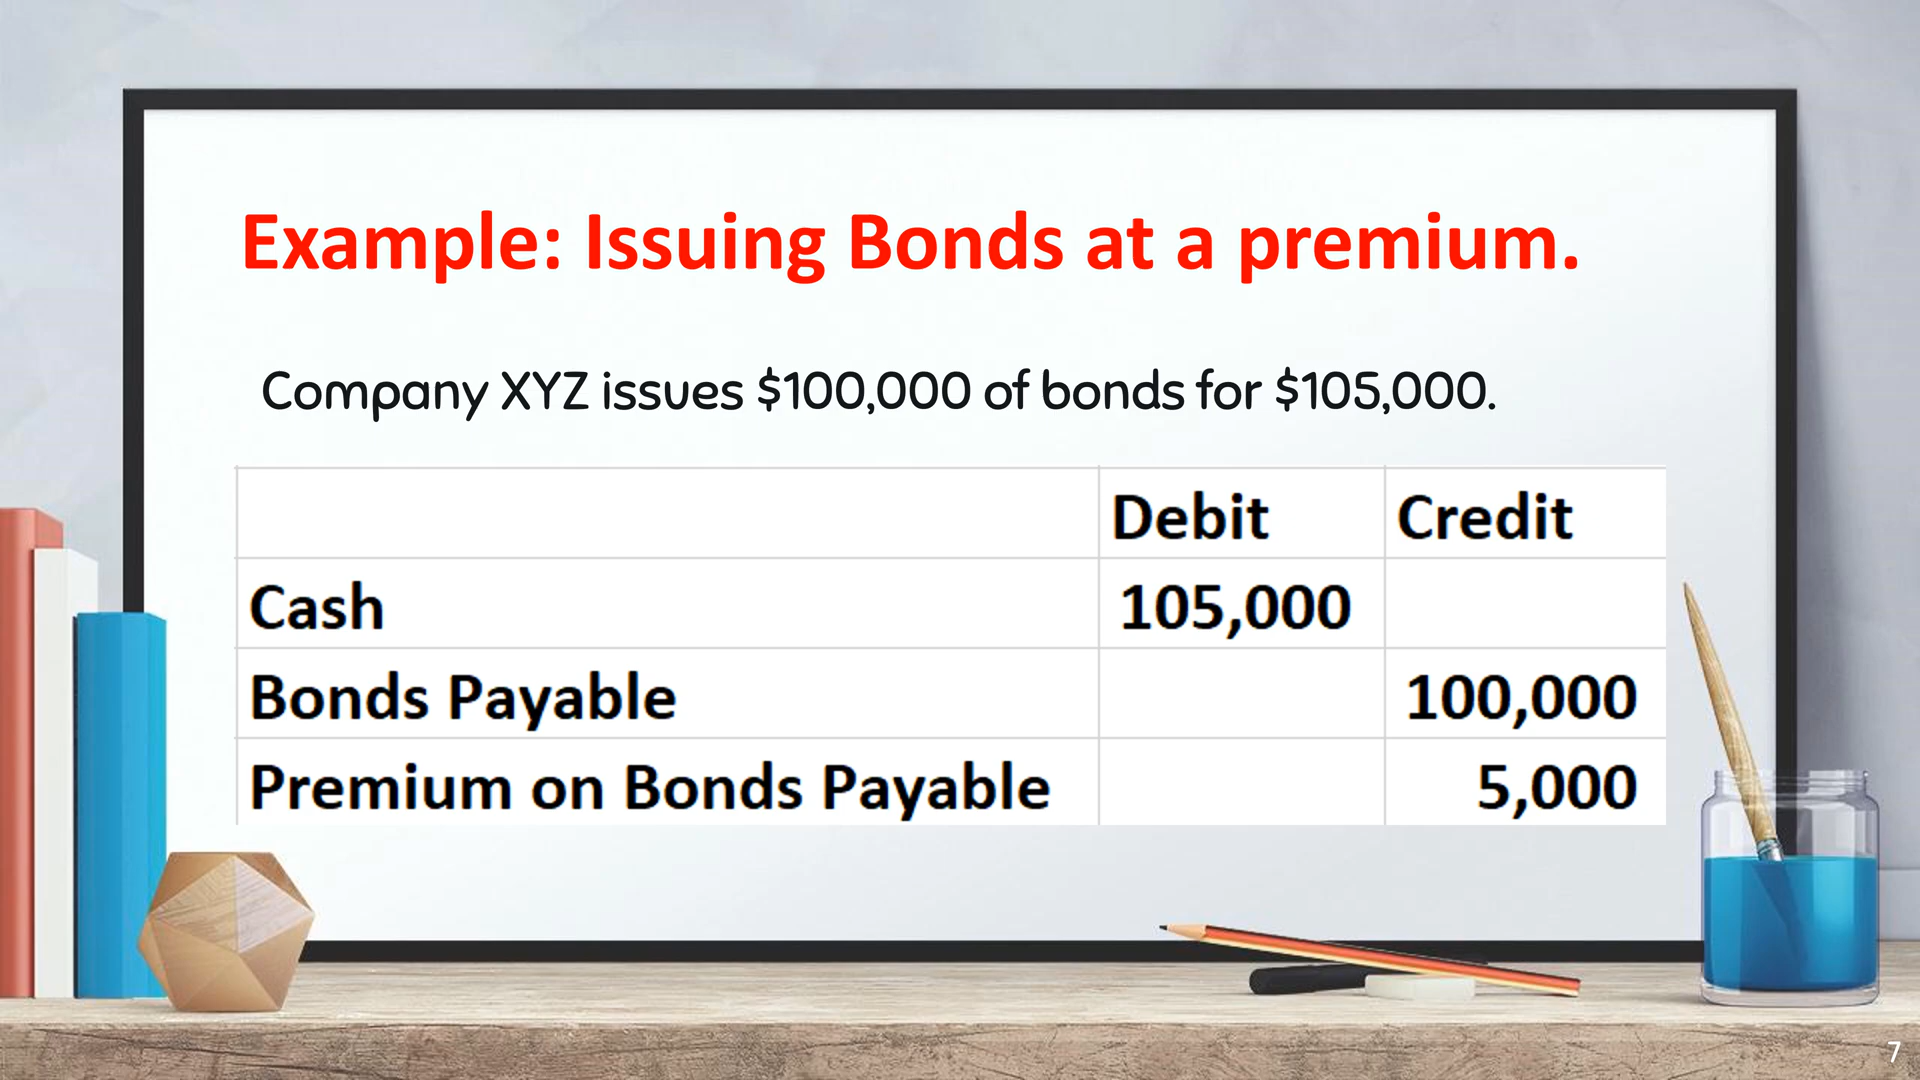 Example: Issuing Bonds at a premium.
Company XYZ issues $100,000 of bonds for $105,000.
Debit Credit
Cash 105,000
Bonds Payable 100,000
Premium on Bonds Payable 5,000
7